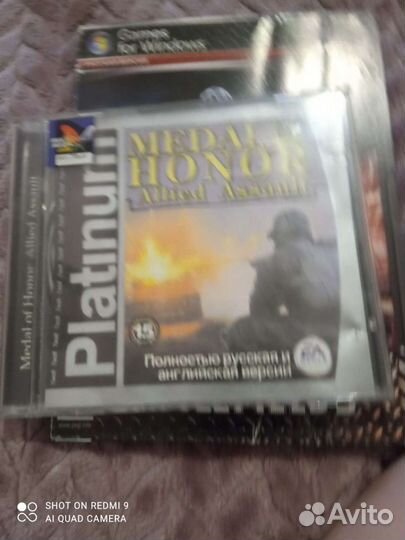 Games
for Windows
MEDAL OF
HONOR
Allied Assault
Platinum
Medal of Honor Allied Assault
15
EA
Полностью русская и
английская версии
SHOT ON REDMI 9
AI QUAD CAMERA
Avito